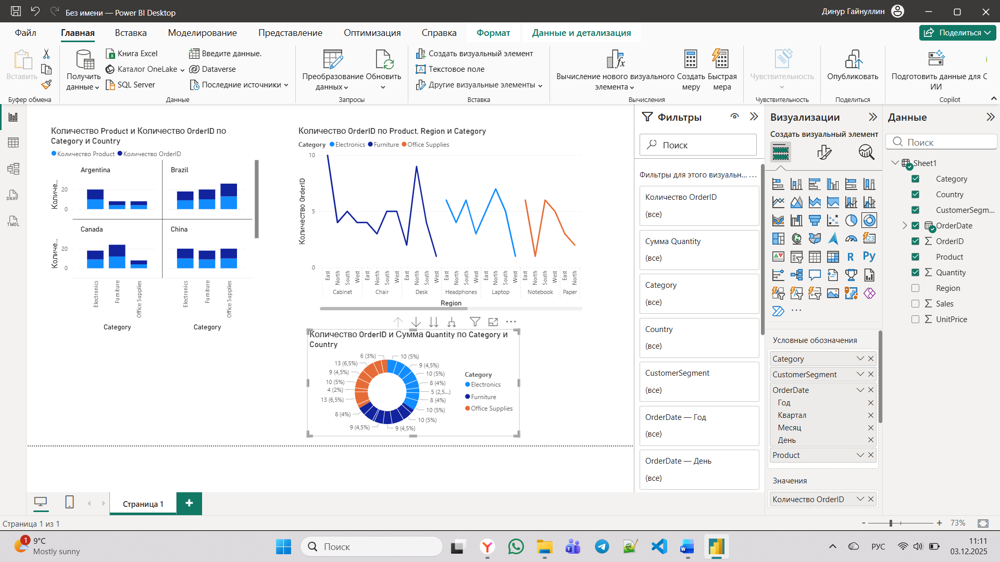 Без имени — Power BI Desktop
Динур Гайнуллин
Файл
Главная
Вставка
Моделирование
Представление
Оптимизация
Справка
Формат
Данные и детализация
Поделиться
Вставить
Буфер обмена
Получить данные
Книга Excel
Каталог OneLake
SQL Server
Введите данные.
Dataverse
Последние источники
Данные
Преобразование данных
Обновить
Запросы
Создать визуальный элемент
Текстовое поле
Другие визуальные элементы
Вставка
Вычисление нового визуального элемента
Создать меру
Быстрая мера
Вычисления
Чувствительность
Чувствительность
Опубликовать
Поделиться
Подготовить данные для С
ИИ
Copilot
DAX
TMDL
Количество Product и Количество OrderID по
Category и Country
Количество Product Количество OrderID
Argentina
Brazil
Количе...
20
0
Canada
China
Количе...
20
0
Electronics
Furniture
Office Supplies
Electronics
Furniture
Office Supplies
Category
Category
Количество OrderID по Product, Region и Category
Category Electronics Furniture Office Supplies
Количество OrderID
10
5
0
East North South West East North South West East North South West East North South West East North South West East North South West East North
Cabinet Chair Desk Headphones Laptop Notebook Paper
Region
Количество OrderID и Сумма Quantity по Category и
Country
6 (3%)
10 (5%)
13 (6,5%)
9 (4,5%)
9 (4,5%)
10 (5%)
10 (5%)
8 (4%)
4 (2%)
5 (2,5...)
13 (6,5%)
8 (4%)
10 (5%)
8 (4%)
10 (5%)
9 (4,5%)
9 (4,5%)
Category
Electronics
Furniture
Office Supplies
Фильтры
Поиск
Фильтры для этого визуальн... ...
Количество OrderID
(все)
Сумма Quantity
(все)
Category
(все)
Country
(все)
CustomerSegment
(все)
OrderDate — Год
(все)
OrderDate — День
(все)
Визуализации
Создать визуальный элемент
123
R
Py
...
Условные обозначения
Category
CustomerSegment
OrderDate
Год
Квартал
Месяц
День
Product
Значения
Количество OrderID
Данные
Поиск
Sheet1
Category
Country
CustomerSegm...
OrderDate
OrderID
Product
Quantity
Region
Sales
UnitPrice
Страница 1
Страница 1 из 1
- + 73%
1
9°C
Mostly sunny
Поиск
РУС
11:11
03.12.2025